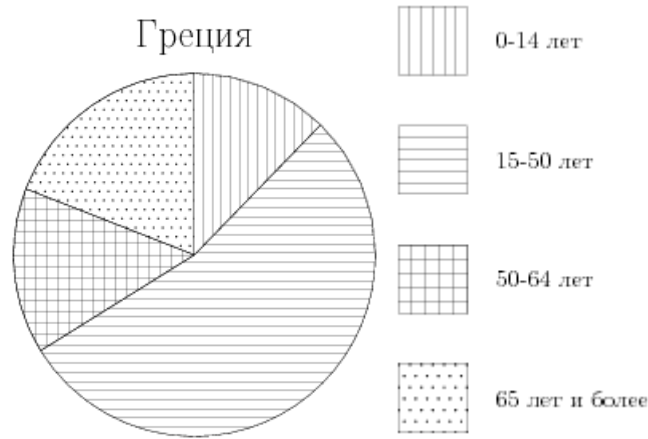 Греция
0-14 лет
15-50 лет
50-64 лет
65 лет и более